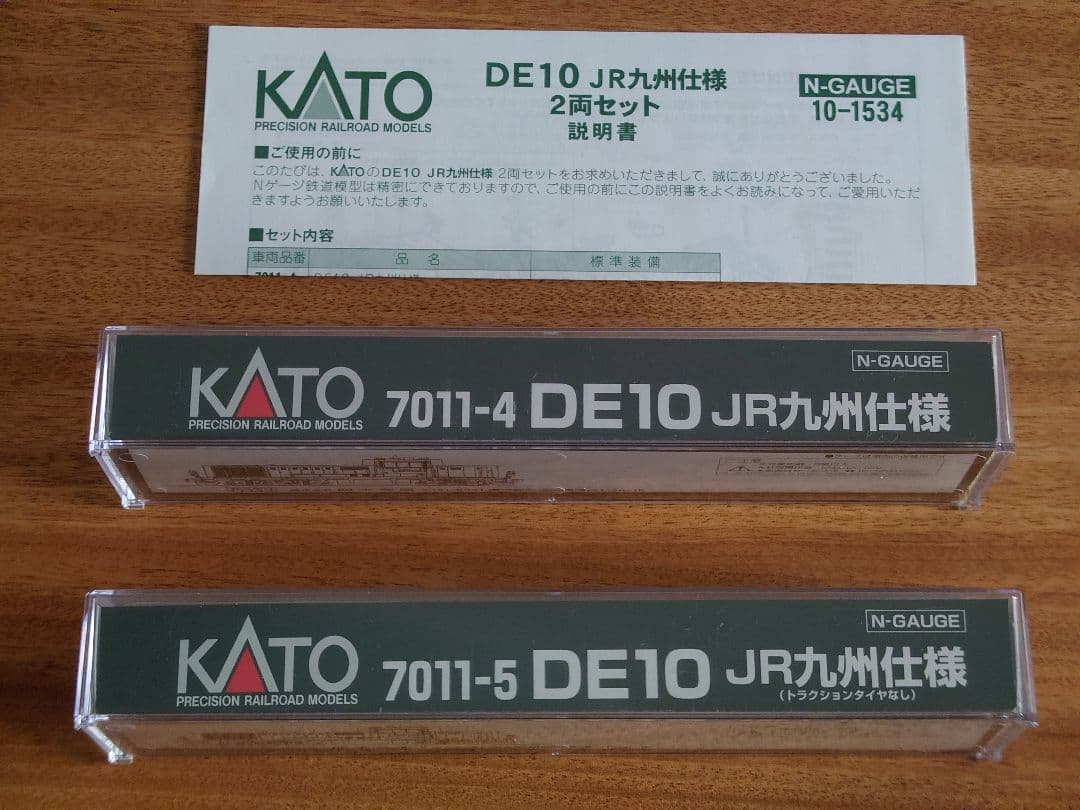 KATO
PRECISION RAILROAD MODELS
DE10 JR九州仕様
2両セット
説明書
N-GAUGE
10-1534
■ご使用の前に
このたびは、KATOのDE10 JR九州仕様 2両セットをお求めいただきまして、誠にありがとうございました。
Nゲージ鉄道模型は精密にできておりますので、ご使用の前にこの説明書をよくお読みになって、ご愛用いただ
きますようお願いいたします。
■セット内容
車両品番 品名 標準装備
7011-4 DE10 JR九州仕様
N-GAUGE
KATO 7011-4 DE10 JR九州仕様
PRECISION RAILROAD MODELS
N-GAUGE
KATO 7011-5 DE10 JR九州仕様
PRECISION RAILROAD MODELS
(トラクションタイヤなし)